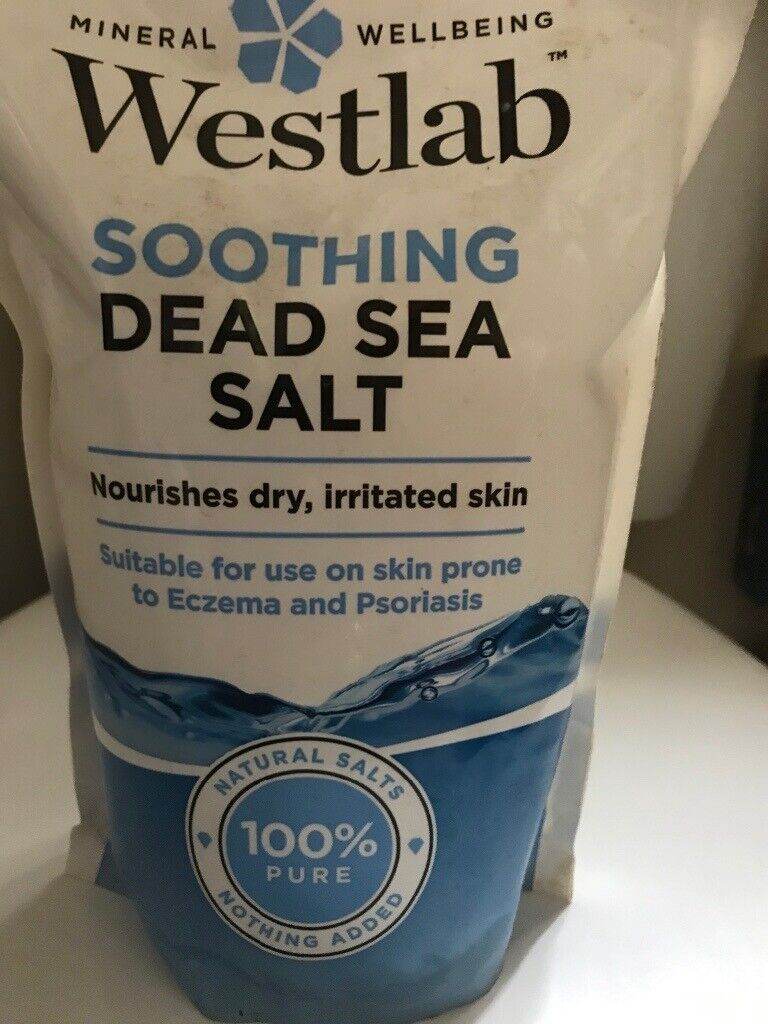 MINERAL WELLBEING
Westlab™
SOOTHING
DEAD SEA
SALT
Nourishes dry, irritated skin
Suitable for use on skin prone
to Eczema and Psoriasis
NATURAL SALTS
100%
PURE
NOTHING ADDED